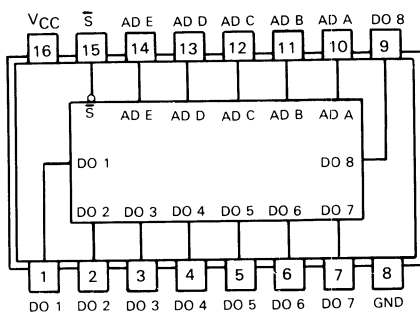 VCC S̅ AD E AD D AD C AD B AD A DO 8
16 15 14 13 12 11 10 9
S̅ AD E AD D AD C AD B AD A
DO 1 DO 8
DO 2 DO 3 DO 4 DO 5 DO 6 DO 7
1 2 3 4 5 6 7 8
DO 1 DO 2 DO 3 DO 4 DO 5 DO 6 DO 7 GND